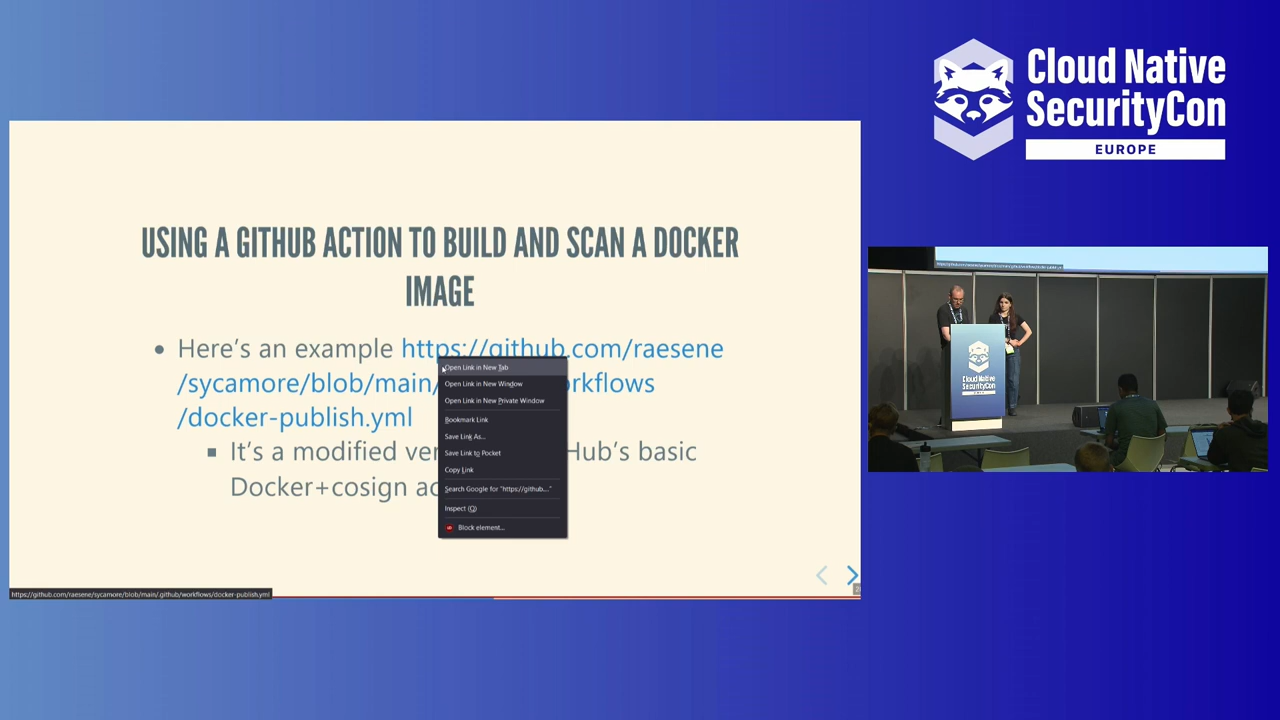 Cloud Native
SecurityCon
EUROPE
USING A GITHUB ACTION TO BUILD AND SCAN A DOCKER
IMAGE
Here's an example https://github.com/raesene
/sycamore/blob/main/ rkflows
/docker-publish.yml
It's a modified ver Hub's basic
Docker+cosign ac
Open Link in New Tab
Open Link in New Window
Open Link in New Private Window
Bookmark Link
Save Link As...
Save Link to Pocket
Copy Link
Search Google for "https://github..."
Inspect (Q)
Block element...
https://github.com/raesene/sycamore/blob/main/.github/workflows/docker-publish.yml
Cloud Native
SecurityCon